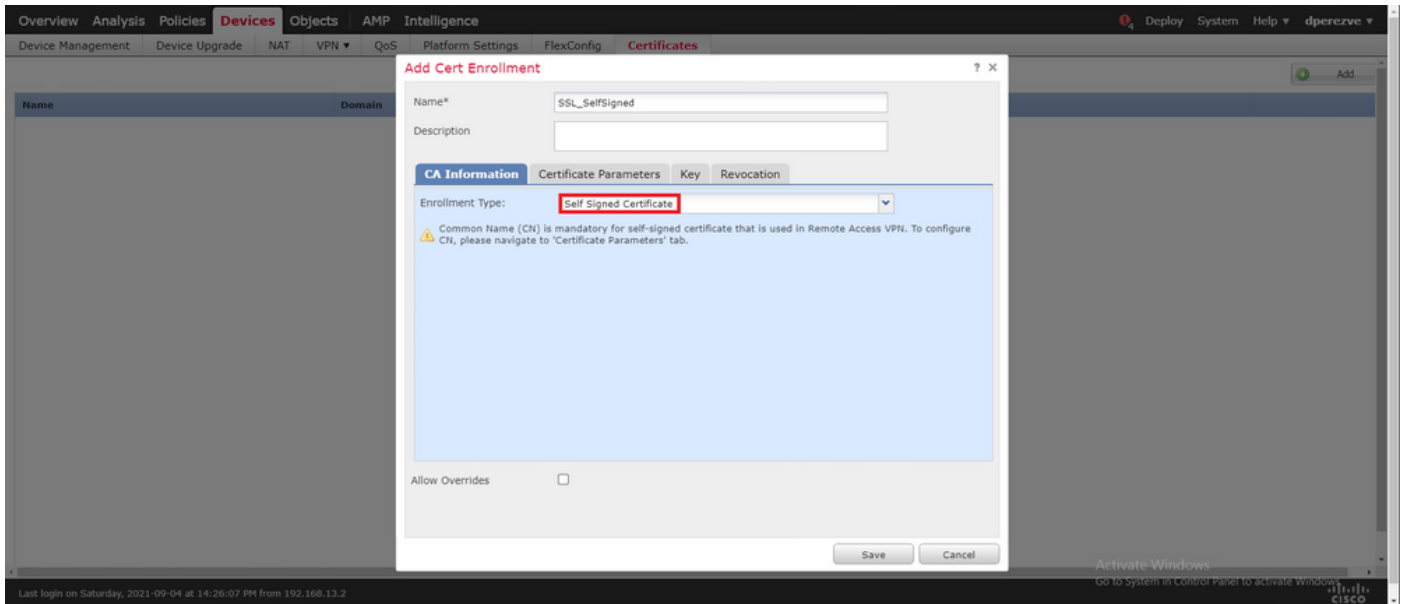 Overview Analysis Policies Devices Objects AMP Intelligence Deploy System Help dperezve
Device Management Device Upgrade NAT VPN QoS Platform Settings FlexConfig Certificates
Add Cert Enrollment ? ×
Add
Name Domain
Name* SSL_SelfSigned
Description
CA Information Certificate Parameters Key Revocation
Enrollment Type: Self Signed Certificate
Common Name (CN) is mandatory for self-signed certificate that is used in Remote Access VPN. To configure
CN, please navigate to 'Certificate Parameters' tab.
Allow Overrides
Save Cancel
Activate Windows
Go to System in Control Panel to activate Windows.
Last login on Saturday, 2021-09-04 at 14:26:07 PM from 192.168.13.2
CISCO